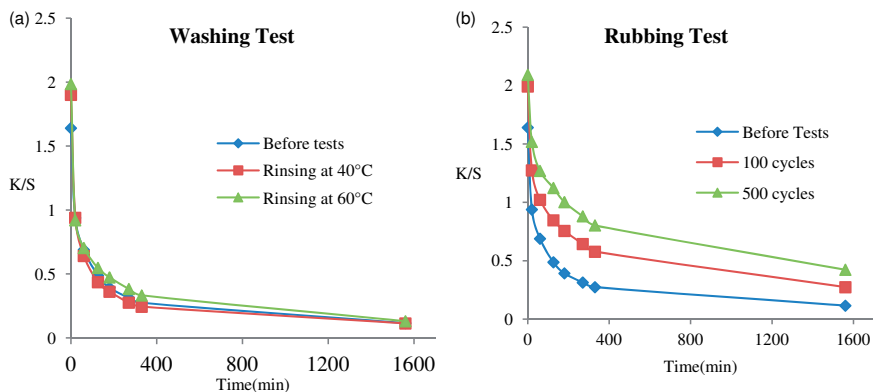 (a)
Washing Test
2.5
2
1.5
K/S
1
0.5
0
0 400 800 1200 1600
Time(min)
Before tests
Rinsing at 40°C
Rinsing at 60°C
(b)
Rubbing Test
2.5
2
1.5
K/S
1
0.5
0
0 400 800 1200 1600
Time(min)
Before Tests
100 cycles
500 cycles